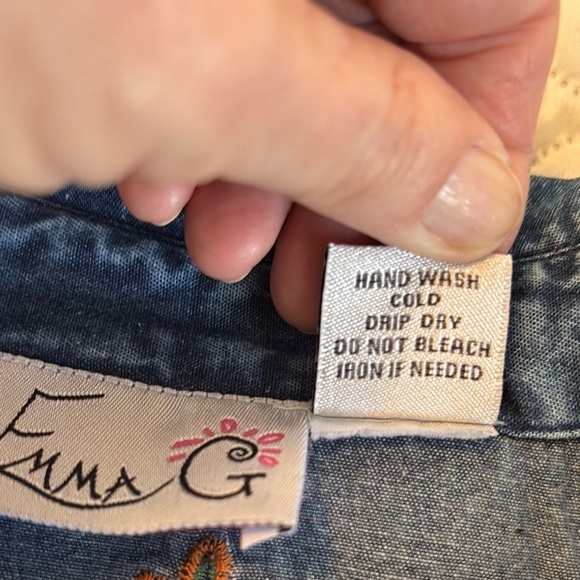 HAND WASH
COLD
DRIP DRY
DO NOT BLEACH
IRON IF NEEDED
EMMA G